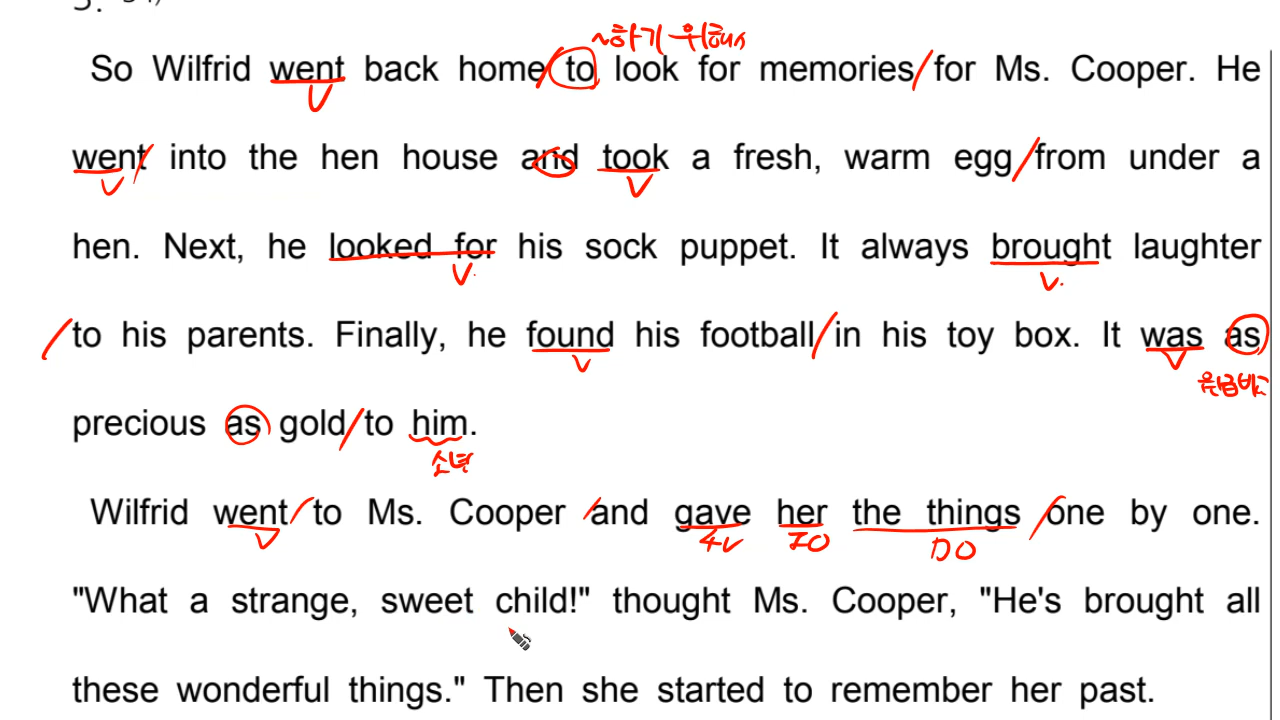 ~하기 위해서
So Wilfrid went back home to look for memories for Ms. Cooper. He
V
went into the hen house and took a fresh, warm egg from under a
V V
hen. Next, he looked for his sock puppet. It always brought laughter
V. V.
to his parents. Finally, he found his football in his toy box. It was as
V V
precious as gold to him.
소년
Wilfrid went to Ms. Cooper and gave her the things one by one.
V 4V IO DO
"What a strange, sweet child!" thought Ms. Cooper, "He's brought all
these wonderful things." Then she started to remember her past.